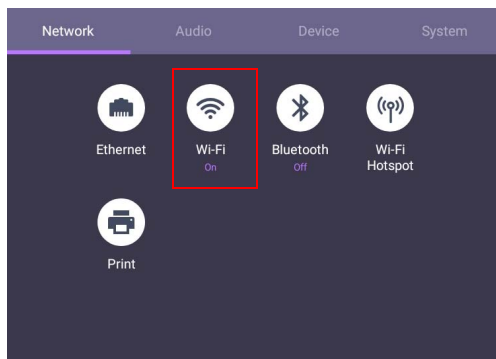 Network Audio Device System
Ethernet Wi-Fi Bluetooth Wi-Fi
On Off Hotspot
Print